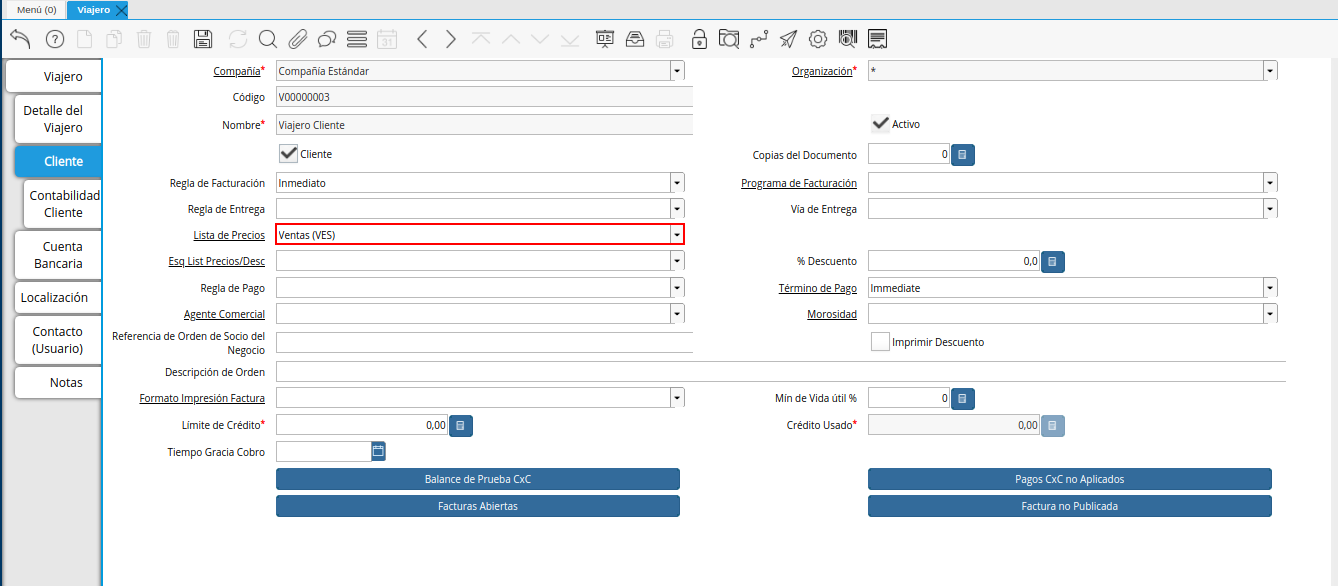 Menú (0)
Viajero
31
Viajero
Detalle del
Viajero
Cliente
Contabilidad
Cliente
Cuenta
Bancaria
Localización
Contacto
(Usuario)
Notas
Compañía* Compañía Estándar
Organización* *
Código V00000003
Nombre* Viajero Cliente
Activo
Cliente
Copias del Documento 0
Regla de Facturación Inmediato
Programa de Facturación
Regla de Entrega
Vía de Entrega
Lista de Precios Ventas (VES)
Esq List Precios/Desc
% Descuento 0,0
Regla de Pago
Término de Pago Immediate
Agente Comercial
Morosidad
Referencia de Orden de Socio del
Negocio
Imprimir Descuento
Descripción de Orden
Formato Impresión Factura
Mín de Vida útil % 0
Límite de Crédito* 0,00
Crédito Usado* 0,00
Tiempo Gracia Cobro
Balance de Prueba CxC
Pagos CxC no Aplicados
Facturas Abiertas
Factura no Publicada